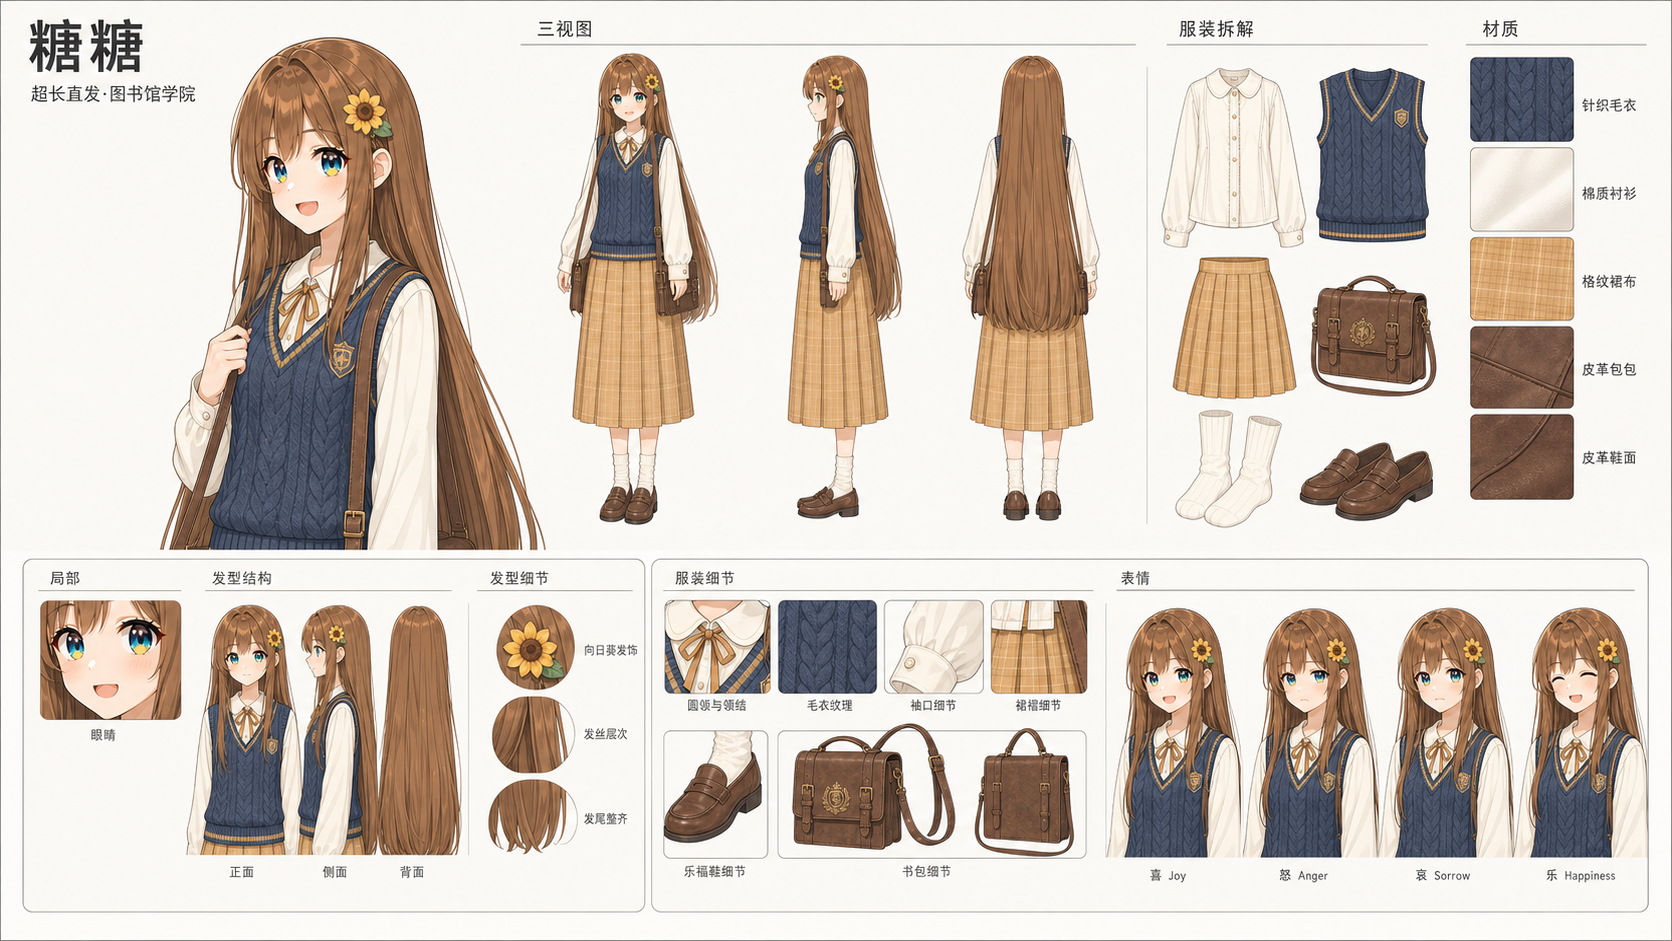 糖糖
超长直发·图书馆学院
三视图
服装拆解
材质
针织毛衣
棉质衬衫
格纹裙布
皮革包包
皮革鞋面
局部
眼睛
发型结构
正面
侧面
背面
发型细节
向日葵发饰
发丝层次
发尾整齐
服装细节
圆领与领结
毛衣纹理
袖口细节
裙褶细节
乐福鞋细节
书包细节
表情
喜 Joy
怒 Anger
哀 Sorrow
乐 Happiness